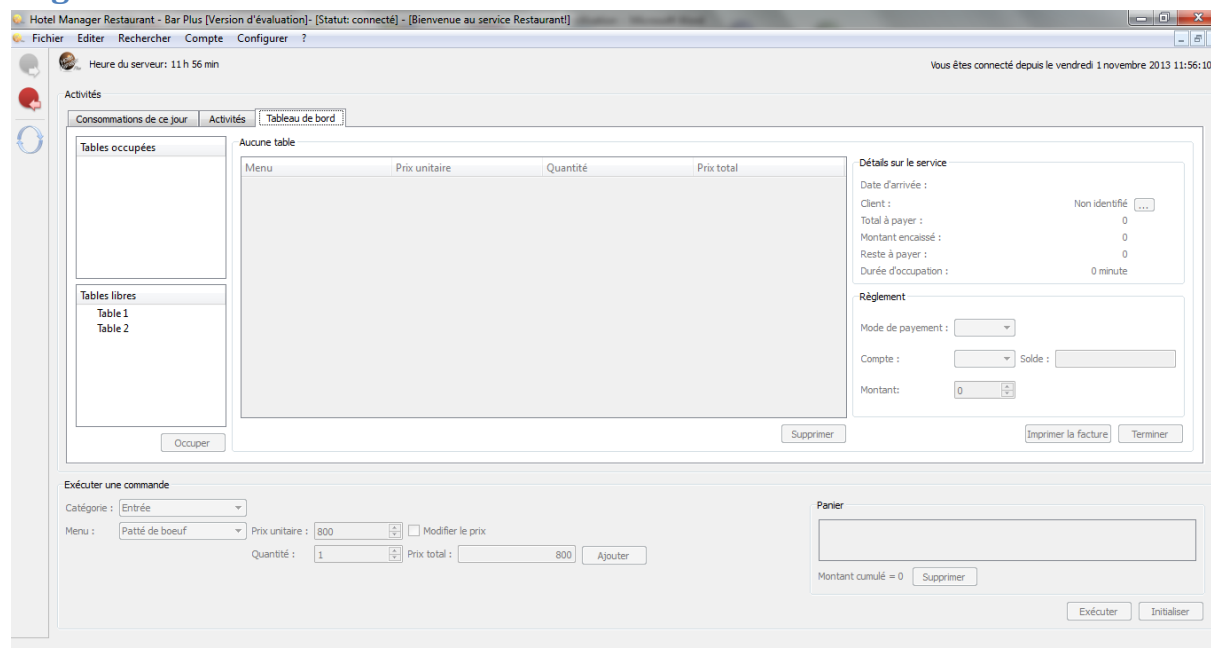 Hotel Manager Restaurant - Bar Plus [Version d'évaluation]- [Statut: connecté] - [Bienvenue au service Restaurant!]
Fichier Editer Rechercher Compte Configurer ?
Heure du serveur: 11 h 56 min
Vous êtes connecté depuis le vendredi 1 novembre 2013 11:56:10
Activités
Consommations de ce jour Activités Tableau de bord
Tables occupées
Aucune table
Menu Prix unitaire Quantité Prix total
Détails sur le service
Date d'arrivée :
Client : Non identifié ...
Total à payer : 0
Montant encaissé : 0
Reste à payer : 0
Durée d'occupation : 0 minute
Tables libres
Table 1
Table 2
Règlement
Mode de payement :
Compte : Solde :
Montant: 0
Occuper
Supprimer
Imprimer la facture Terminer
Exécuter une commande
Catégorie : Entrée
Menu : Patté de boeuf Prix unitaire : 800 Modifier le prix
Quantité : 1 Prix total : 800 Ajouter
Panier
Montant cumulé = 0 Supprimer
Exécuter Initialiser